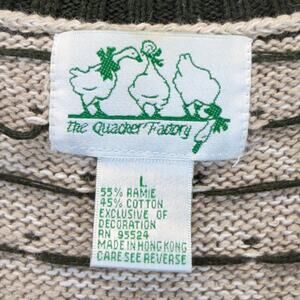 the Quacker Factory
L
55% RAMIE
45% COTTON
EXCLUSIVE OF
DECORATION
RN 95524
MADE IN HONG KONG
CARE SEE REVERSE